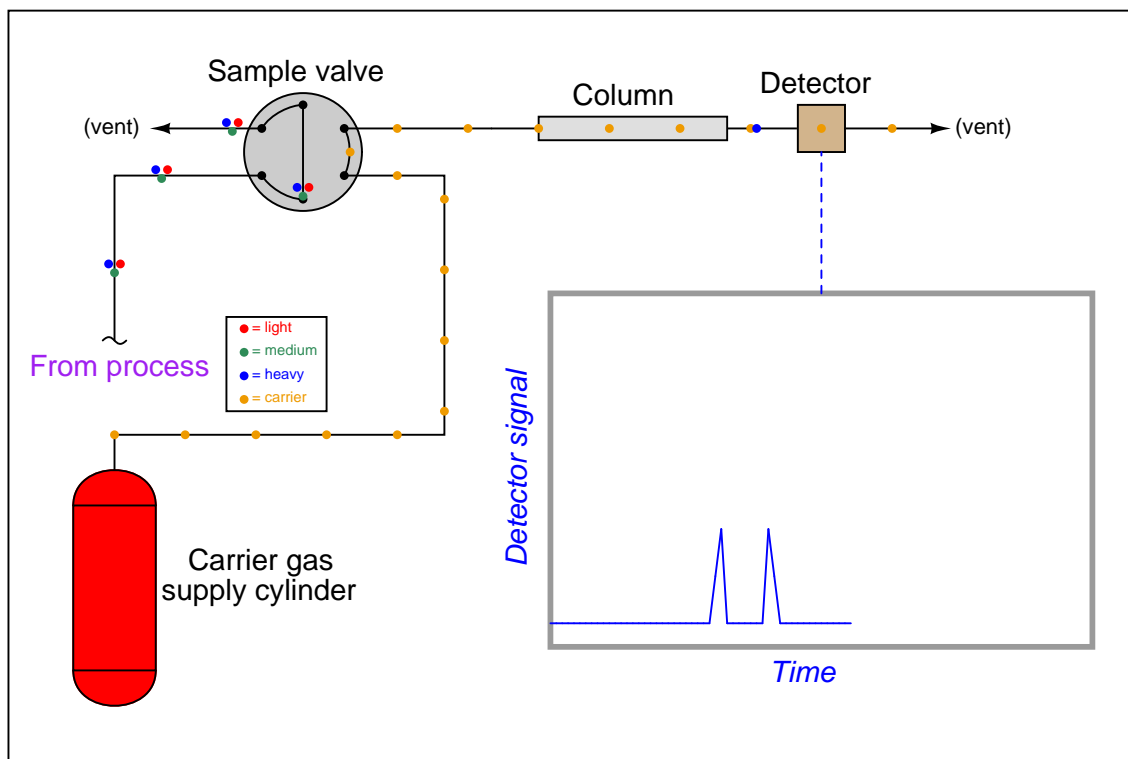 Sample valve
Column
Detector
(vent)
(vent)
= light
= medium
= heavy
= carrier
From process
Carrier gas
supply cylinder
Detector signal
Time